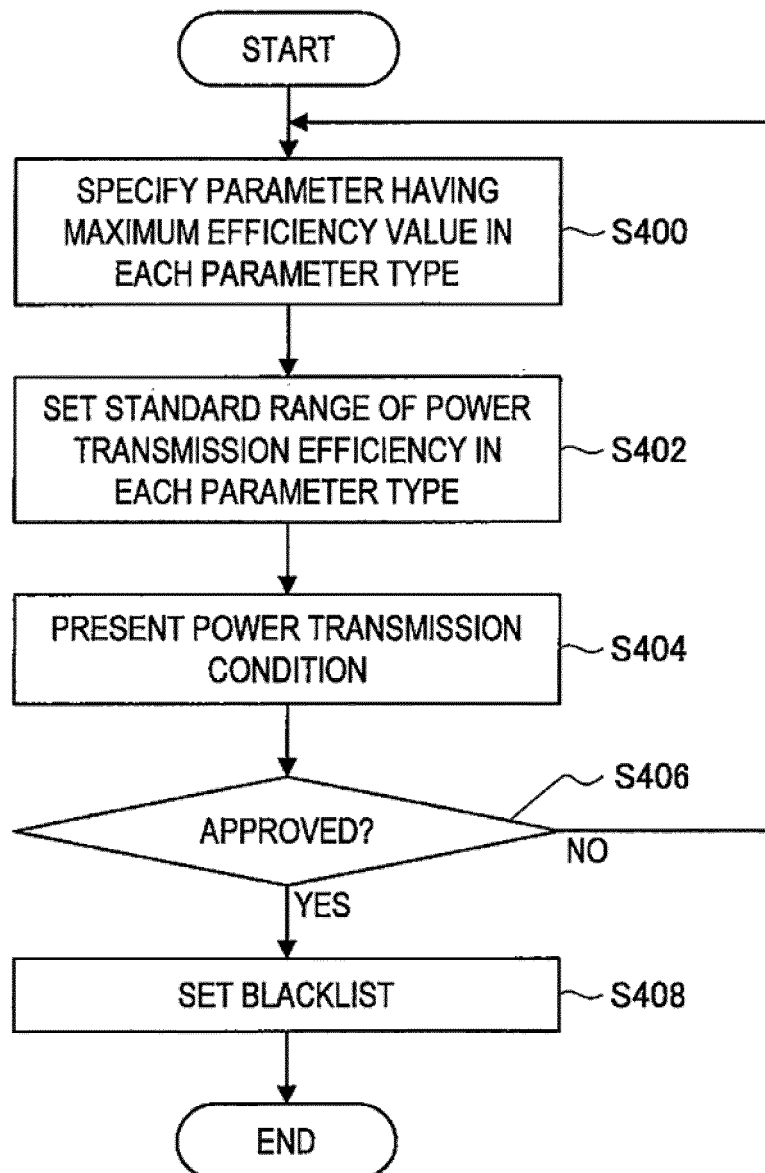 START
SPECIFY PARAMETER HAVING
MAXIMUM EFFICIENCY VALUE IN
EACH PARAMETER TYPE
S400
SET STANDARD RANGE OF POWER
TRANSMISSION EFFICIENCY IN
EACH PARAMETER TYPE
S402
PRESENT POWER TRANSMISSION
CONDITION
S404
S406
APPROVED?
NO
YES
SET BLACKLIST
S408
END